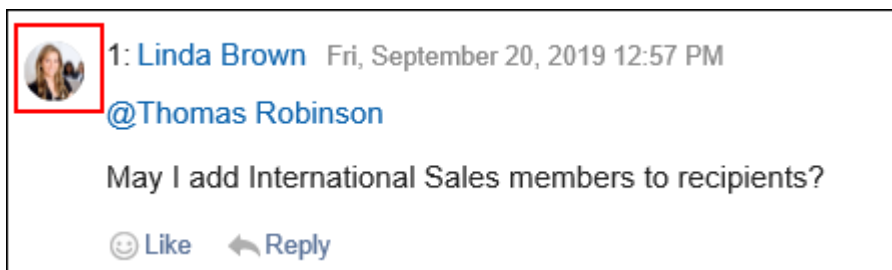 1: Linda Brown Fri, September 20, 2019 12:57 PM
@Thomas Robinson
May I add International Sales members to recipients?
Like Reply